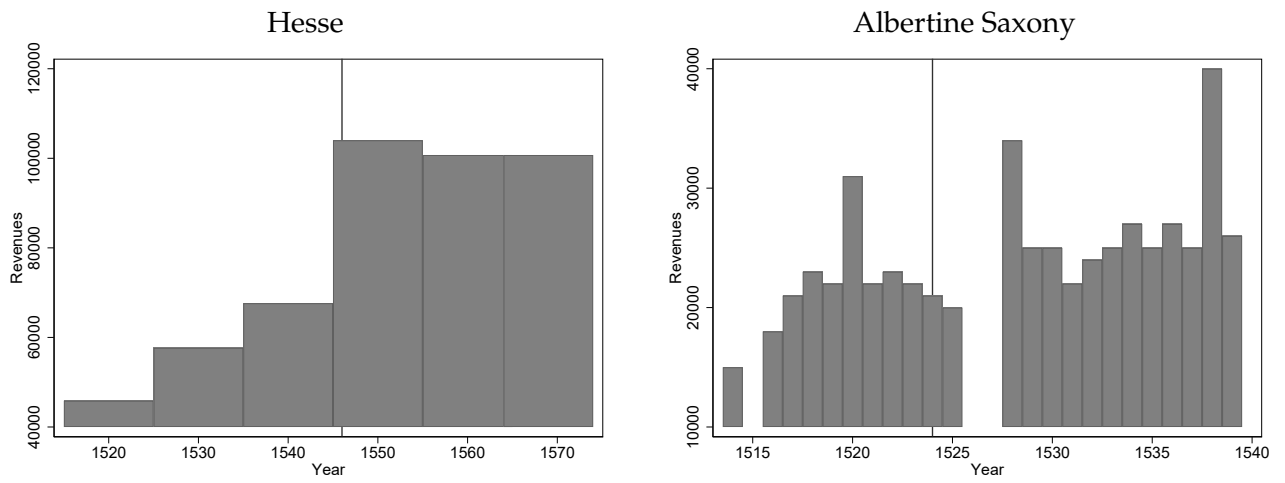 Hesse
Revenues
120000
100000
80000
60000
40000
1520 1530 1540 1550 1560 1570
Year
Albertine Saxony
Revenues
40000
30000
20000
10000
1515 1520 1525 1530 1535 1540
Year